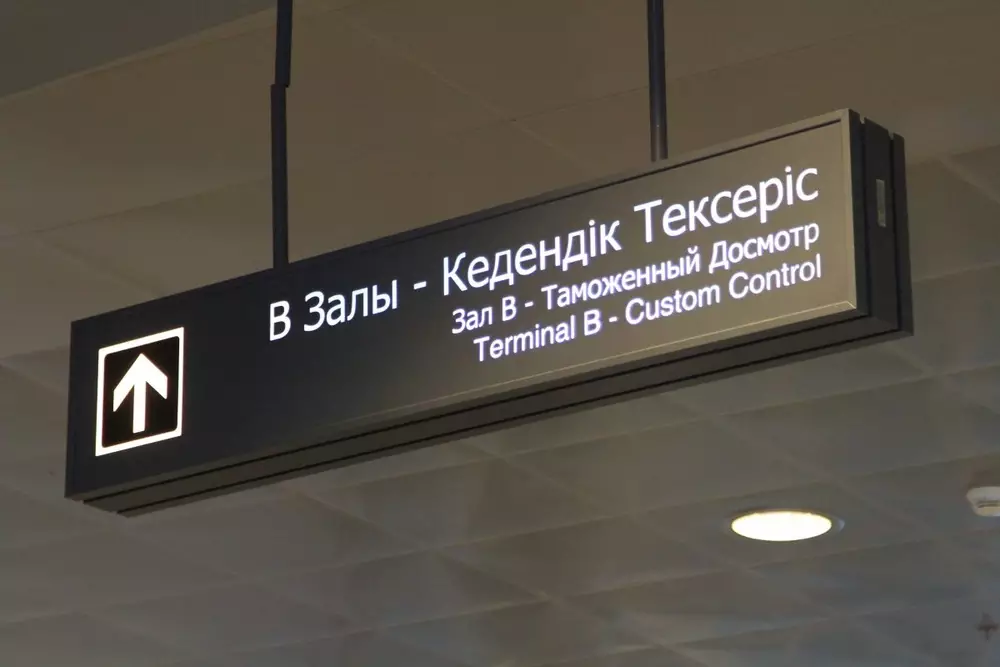 В Залы - Кедендік Тексеріс
Зал В - Таможенный Досмотр
Terminal B - Custom Control